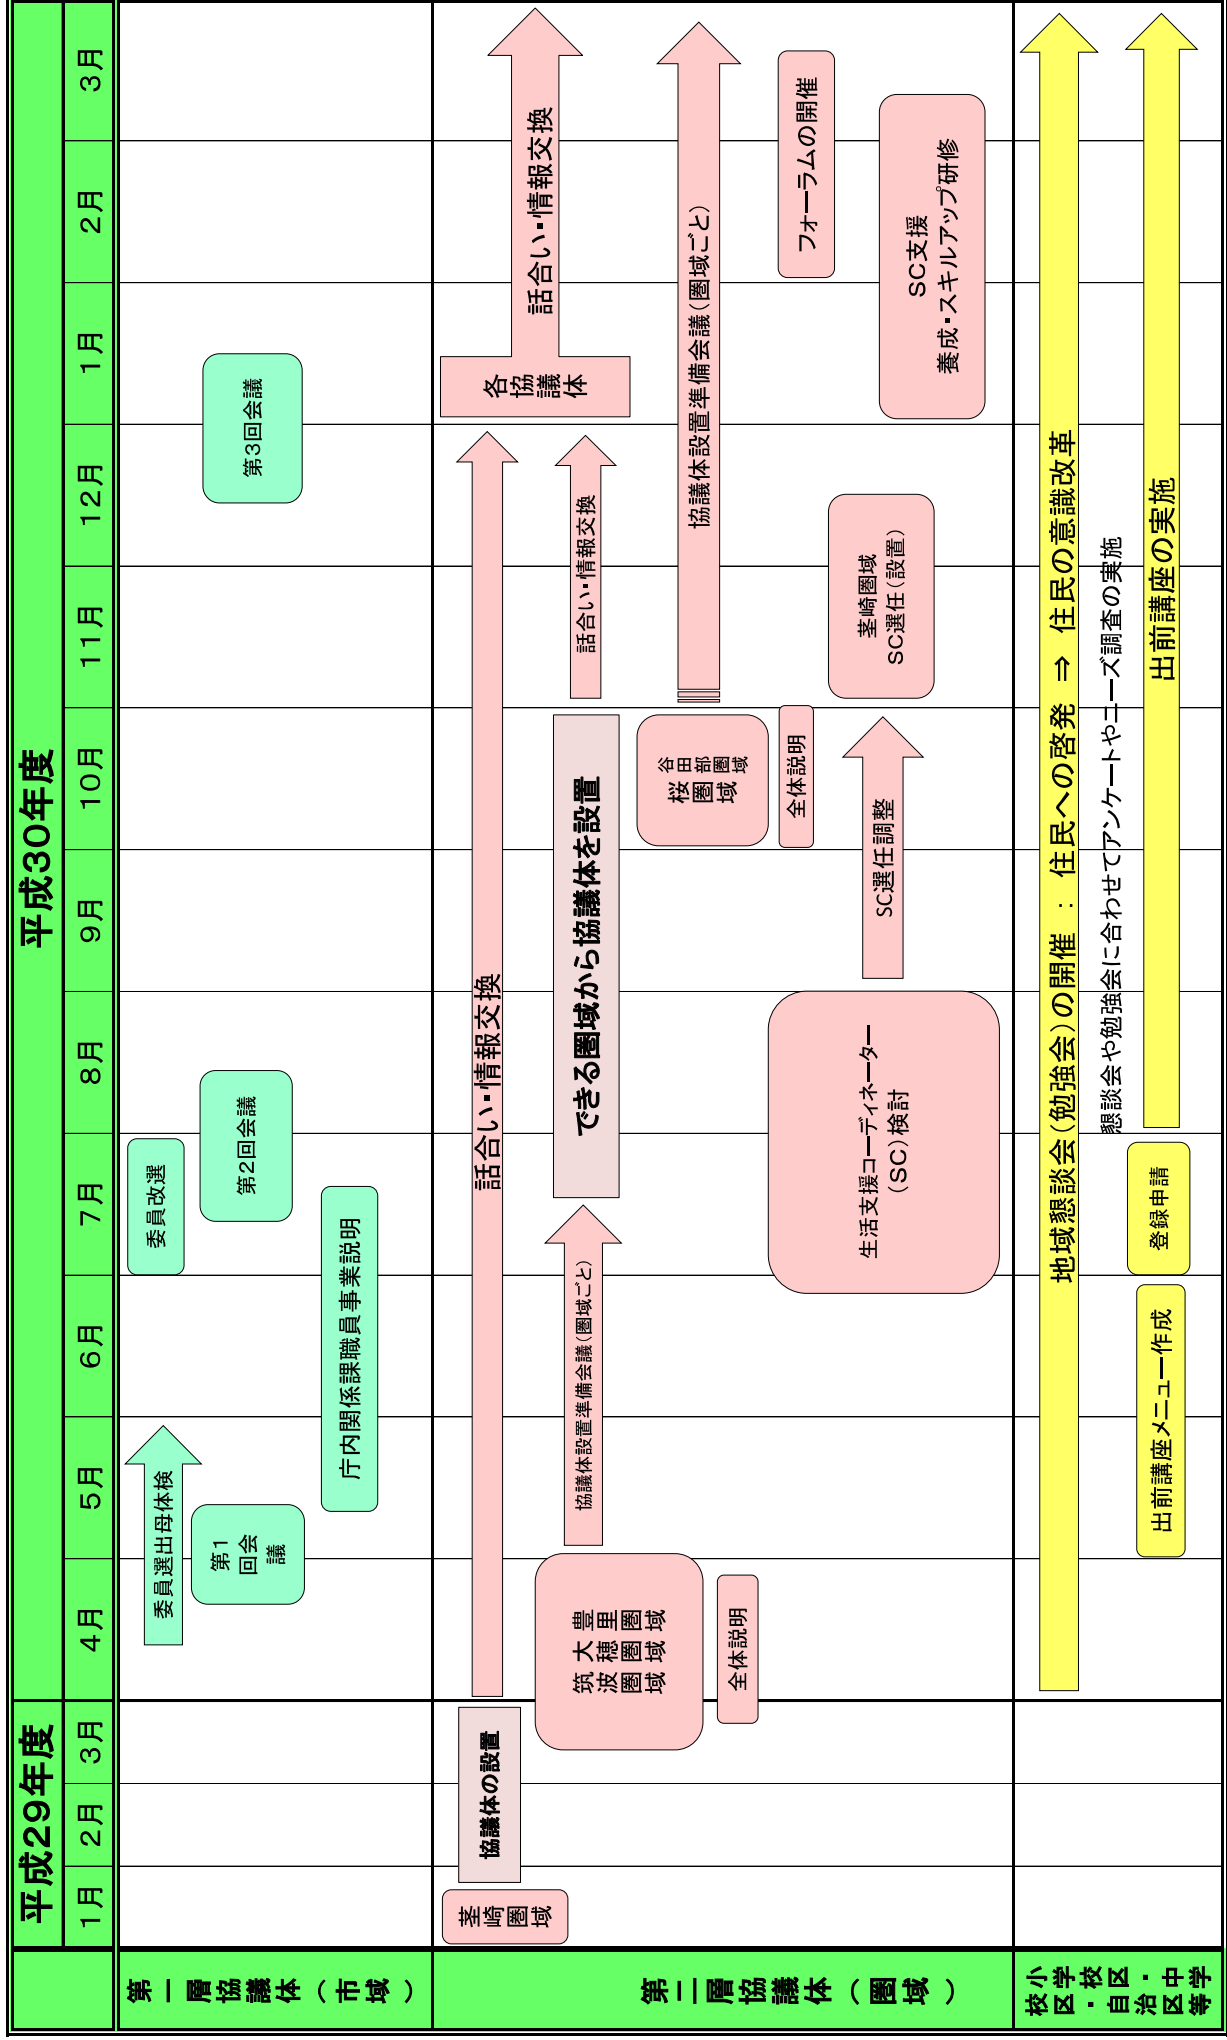 平成29年度
平成30年度
1月
2月
3月
4月
5月
6月
7月
8月
9月
10月
11月
12月
1月
2月
3月
第一層協議体(市域)
委員選出母体検
委員改選
第1
回会
議
第2回会議
第3回会議
庁内関係課職員事業説明
第二層協議体(圏域)
茎崎圏域
協議体の設置
話合い・情報交換
各協議体
話合い・情報交換
筑波圏域
大穂圏域
豊里圏域
協議体設置準備会議(圏域ごと)
できる圏域から協議体を設置
話合い・情報交換
全体説明
谷田部圏域
桜圏域
協議体設置準備会議(圏域ごと)
全体説明
フォーラムの開催
生活支援コーディネーター
(SC)検討
SC選任調整
茎崎圏域
SC選任(設置)
SC支援
養成・スキルアップ研修
小学校区・中学校区・自治区等
地域懇談会(勉強会)の開催 : 住民への啓発 ⇒ 住民の意識改革
懇談会や勉強会に合わせてアンケートやニーズ調査の実施
出前講座メニュー作成
登録申請
出前講座の実施